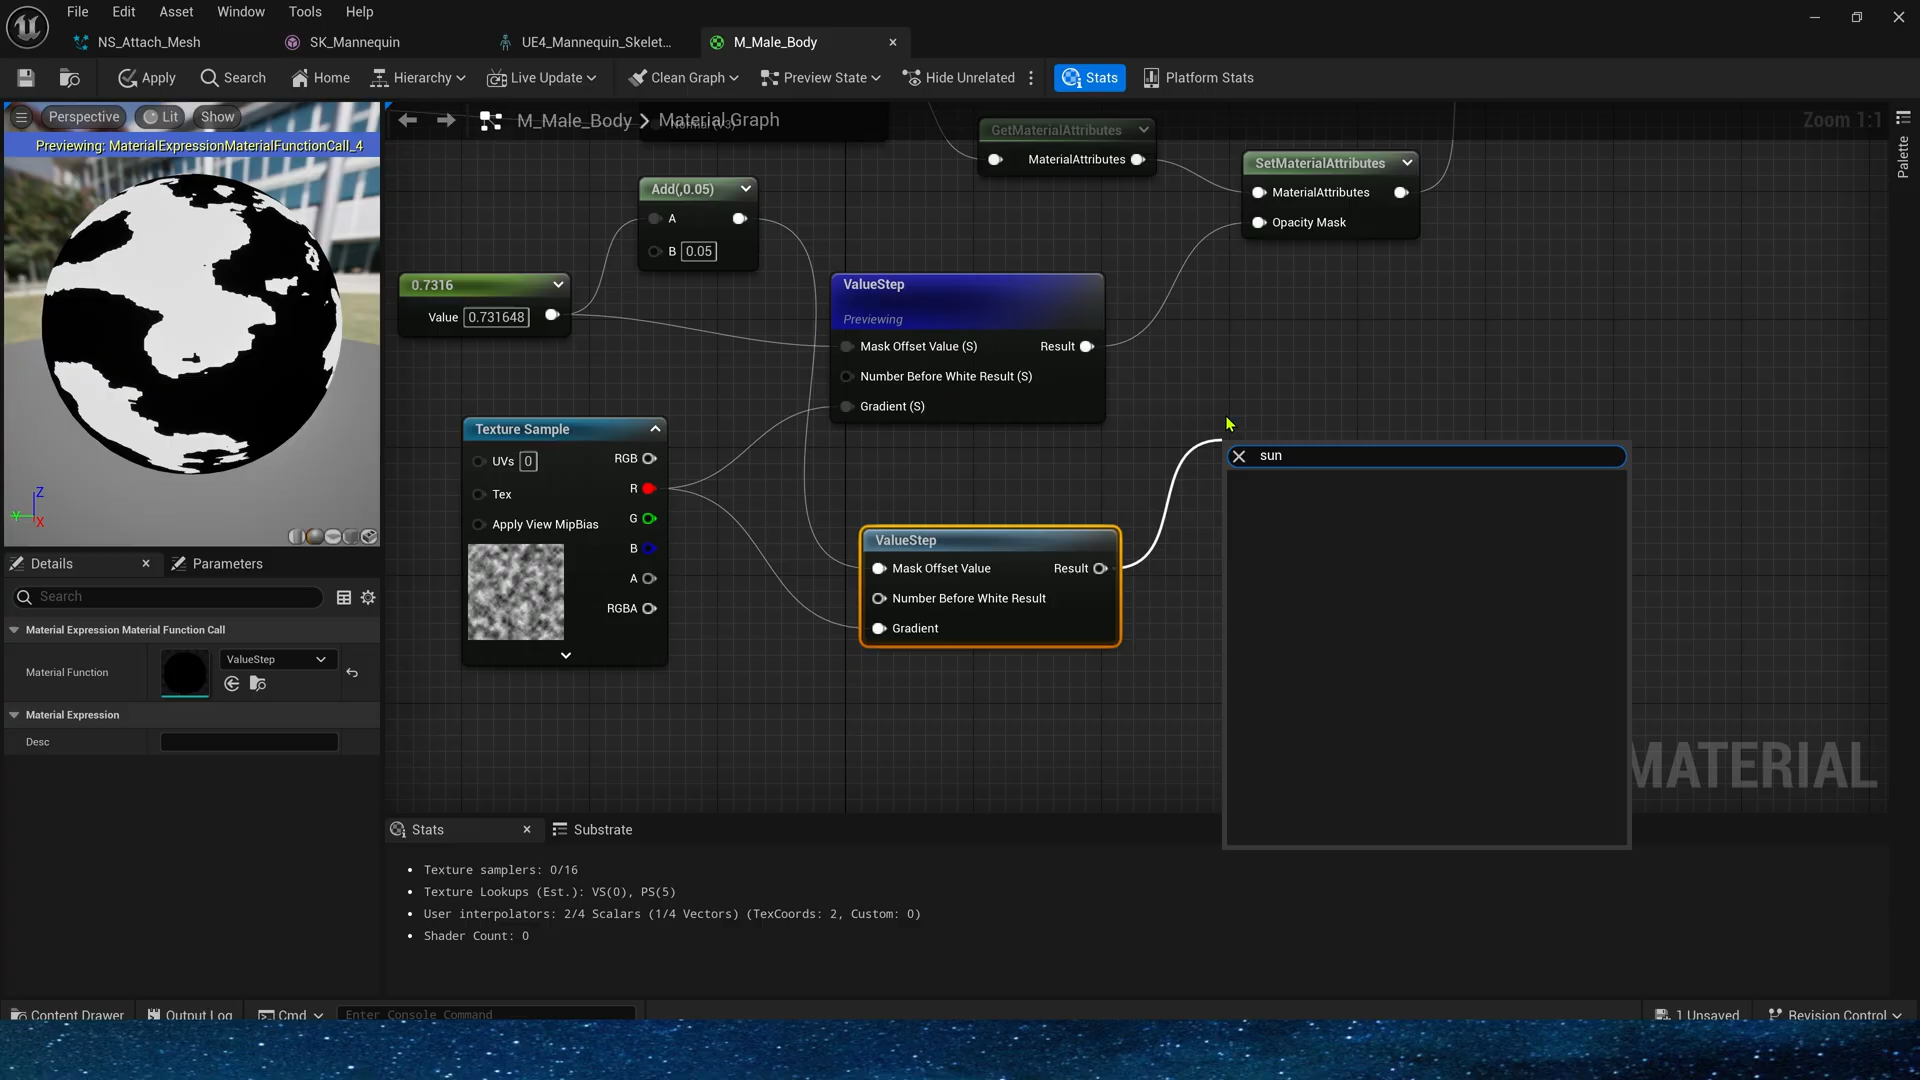 File Edit Asset Window Tools Help
NS_Attach_Mesh SK_Mannequin UE4_Mannequin_Skelet... M_Male_Body
Apply Search Home Hierarchy Live Update Clean Graph Preview State Hide Unrelated Stats Platform Stats
Perspective Lit Show
Previewing: MaterialExpressionMaterialFunctionCall_4
M_Male_Body > Material Graph
Zoom 1:1
Palette
GetMaterialAttributes
MaterialAttributes
SetMaterialAttributes
MaterialAttributes
Opacity Mask
Add(,0.05)
A
B 0.05
0.7316
Value 0.731648
ValueStep
Previewing
Mask Offset Value (S) Result
Number Before White Result (S)
Gradient (S)
Texture Sample
UVs 0 RGB
R
Tex
G
Apply View MipBias
B
A
RGBA
ValueStep
Mask Offset Value Result
Number Before White Result
Gradient
sun
MATERIAL
Z
Y
X
Details Parameters
Search
Material Expression Material Function Call
Material Function ValueStep
Material Expression
Desc
Stats Substrate
Texture samplers: 0/16
Texture Lookups (Est.): VS(0), PS(5)
User interpolators: 2/4 Scalars (1/4 Vectors) (TexCoords: 2, Custom: 0)
Shader Count: 0
Content Drawer Output Log Cmd Enter Console Command 1 Unsaved Revision Control